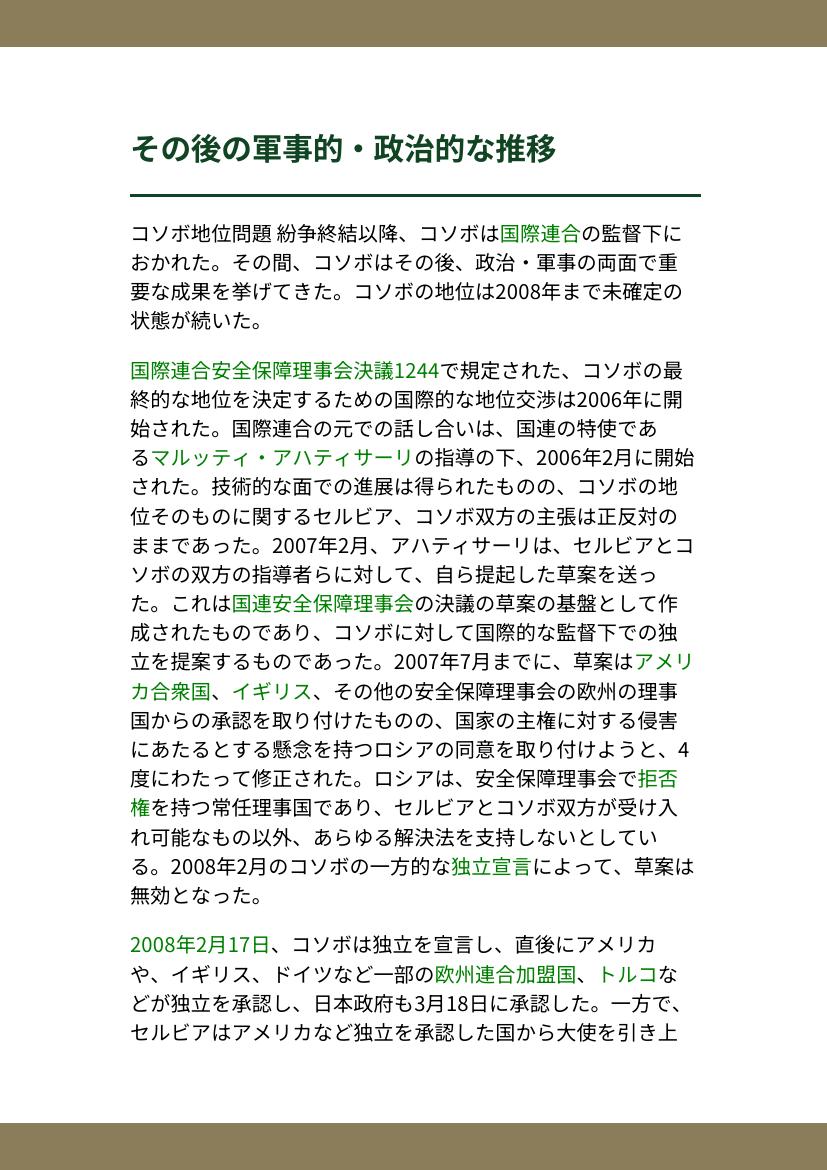 その後の軍事的・政治的な推移
コソボ地位問題 紛争終結以降、コソボは国際連合の監督下に
おかれた。その間、コソボはその後、政治・軍事の両面で重
要な成果を挙げてきた。コソボの地位は2008年まで未確定の
状態が続いた。
国際連合安全保障理事会決議1244で規定された、コソボの最
終的な地位を決定するための国際的な地位交渉は2006年に開
始された。国際連合の元での話し合いは、国連の特使であ
るマルッティ・アハティサーリの指導の下、2006年2月に開始
された。技術的な面での進展は得られたものの、コソボの地
位そのものに関するセルビア、コソボ双方の主張は正反対の
ままであった。2007年2月、アハティサーリは、セルビアとコ
ソボの双方の指導者らに対して、自ら提起した草案を送っ
た。これは国連安全保障理事会の決議の草案の基盤として作
成されたものであり、コソボに対して国際的な監督下での独
立を提案するものであった。2007年7月までに、草案はアメリ
カ合衆国、イギリス、その他の安全保障理事会の欧州の理事
国からの承認を取り付けたものの、国家の主権に対する侵害
にあたるとする懸念を持つロシアの同意を取り付けようと、4
度にわたって修正された。ロシアは、安全保障理事会で拒否
権を持つ常任理事国であり、セルビアとコソボ双方が受け入
れ可能なもの以外、あらゆる解決法を支持しないとしてい
る。2008年2月のコソボの一方的な独立宣言によって、草案は
無効となった。
2008年2月17日、コソボは独立を宣言し、直後にアメリカ
や、イギリス、ドイツなど一部の欧州連合加盟国、トルコな
どが独立を承認し、日本政府も3月18日に承認した。一方で、
セルビアはアメリカなど独立を承認した国から大使を引き上